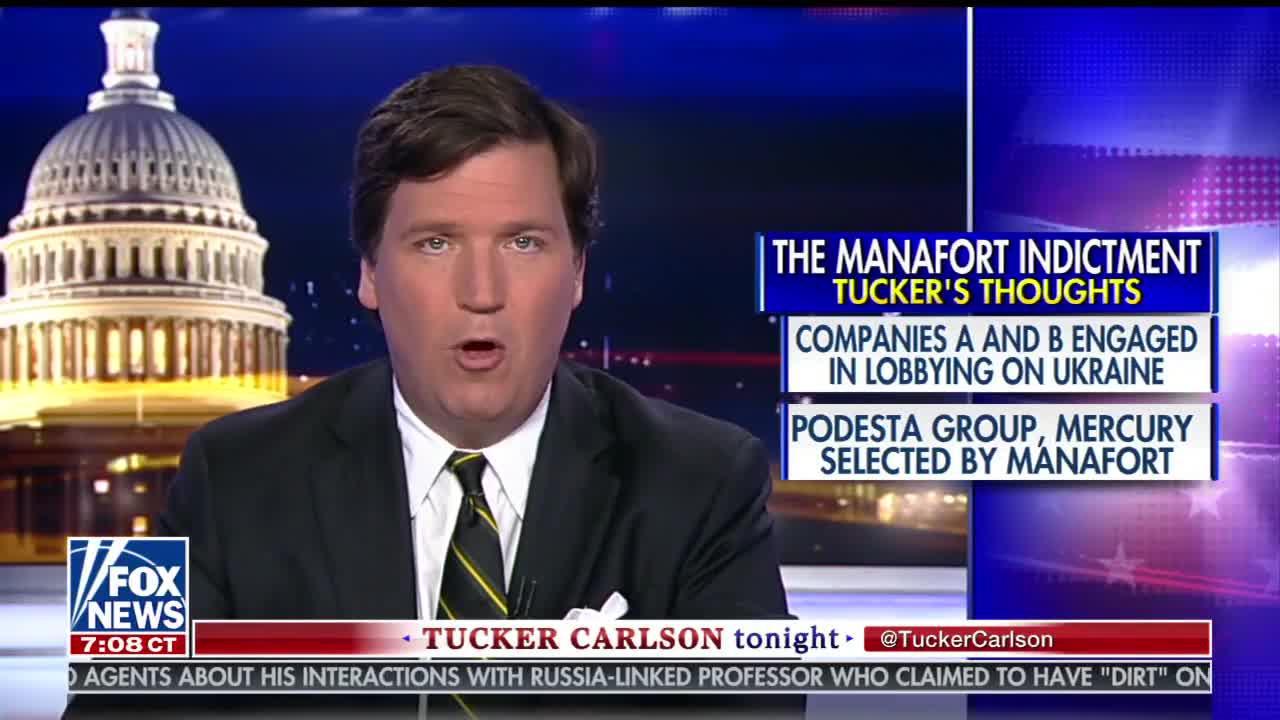 THE MANAFORT INDICTMENT
TUCKER'S THOUGHTS
COMPANIES A AND B ENGAGED
IN LOBBYING ON UKRAINE
PODESTA GROUP, MERCURY
SELECTED BY MANAFORT
FOX
NEWS
7:08 CT
TUCKER CARLSON tonight
@TuckerCarlson
O AGENTS ABOUT HIS INTERACTIONS WITH RUSSIA-LINKED PROFESSOR WHO CLAIMED TO HAVE "DIRT" ON